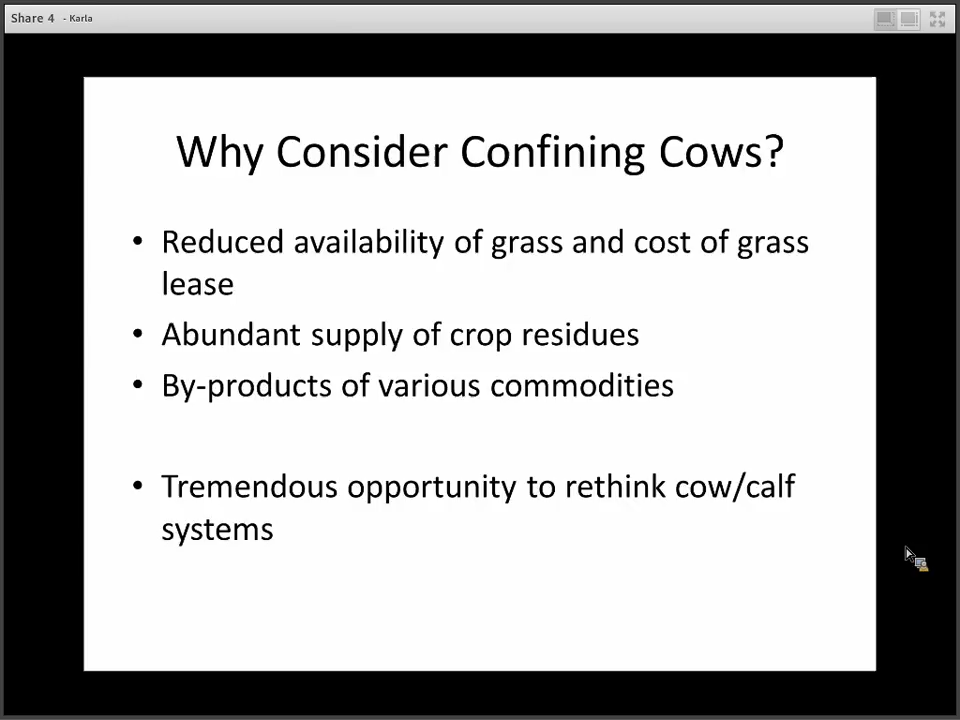 Share 4 - Karla
Why Consider Confining Cows?
• Reduced availability of grass and cost of grass
lease
• Abundant supply of crop residues
• By-products of various commodities
• Tremendous opportunity to rethink cow/calf
systems